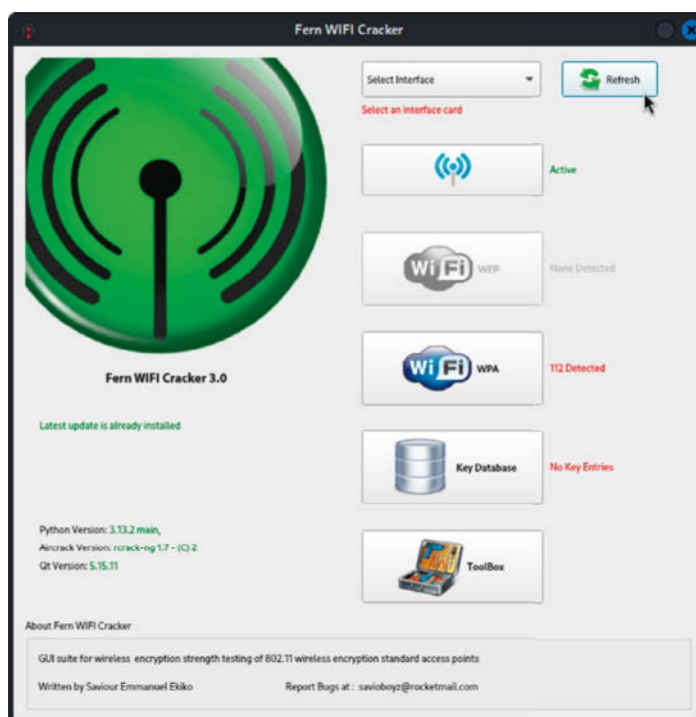 Fern WIFI Cracker
Select Interface
Refresh
Select an interface card
Active
WiFi WEP
None Detected
WiFi WPA
112 Detected
Fern WIFI Cracker 3.0
Latest update is already installed
Key Database
No Key Entries
Python Version: 3.13.2 main,
Aircrack Version: rcrack-ng 1.7 - (C) 2
Qt Version: 5.15.11
ToolBox
About Fern WIFI Cracker
GUI suite for wireless encryption strength testing of 802.11 wireless encryption standard access points
Written by Saviour Emmanuel Ekiko
Report Bugs at : savioboyz@rocketmail.com